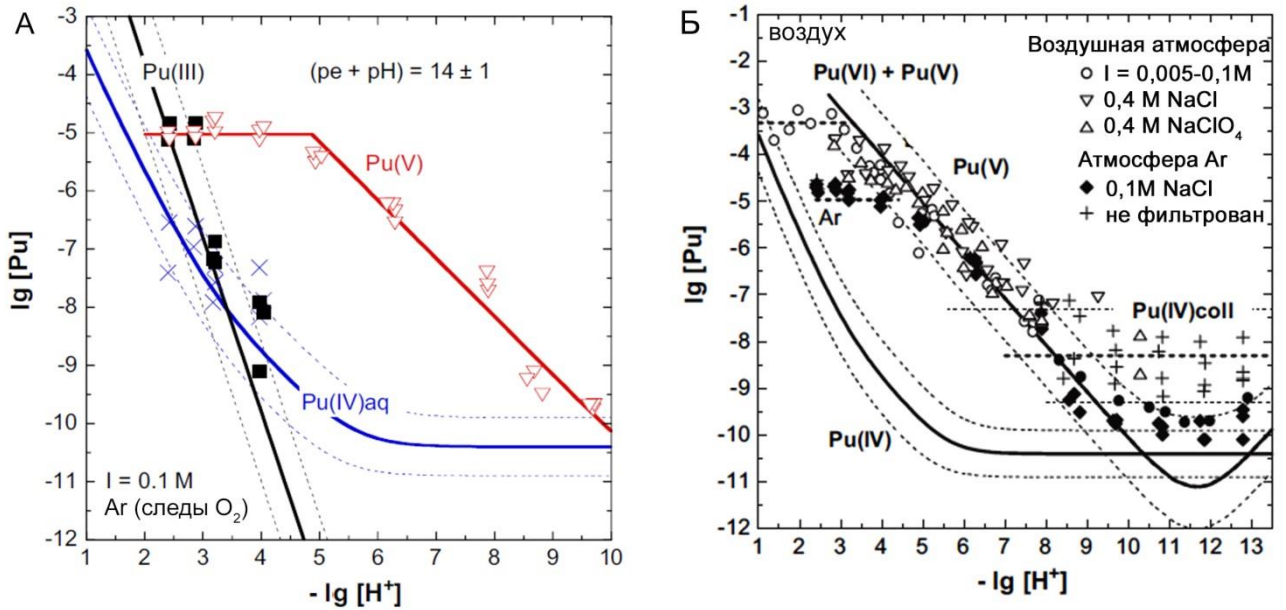 А
-3
-4
-5
-6
-7
-8
-9
-10
-11
-12
lg [Pu]
Pu(III)
(pe + pH) = 14 ± 1
Pu(V)
Pu(IV)aq
I = 0.1 M
Ar (следы O₂)
1 2 3 4 5 6 7 8 9 10
- lg [H⁺]
Б
-1
-2
-3
-4
-5
-6
-7
-8
-9
-10
-11
-12
lg [Pu]
воздух
Pu(VI) + Pu(V)
Pu(V)
Ar
Pu(IV)coll
Pu(IV)
Воздушная атмосфера
I = 0,005-0,1М
0,4 М NaCl
0,4 М NaClO₄
Атмосфера Ar
0,1М NaCl
не фильтрован
1 2 3 4 5 6 7 8 9 10 11 12 13
- lg [H⁺]